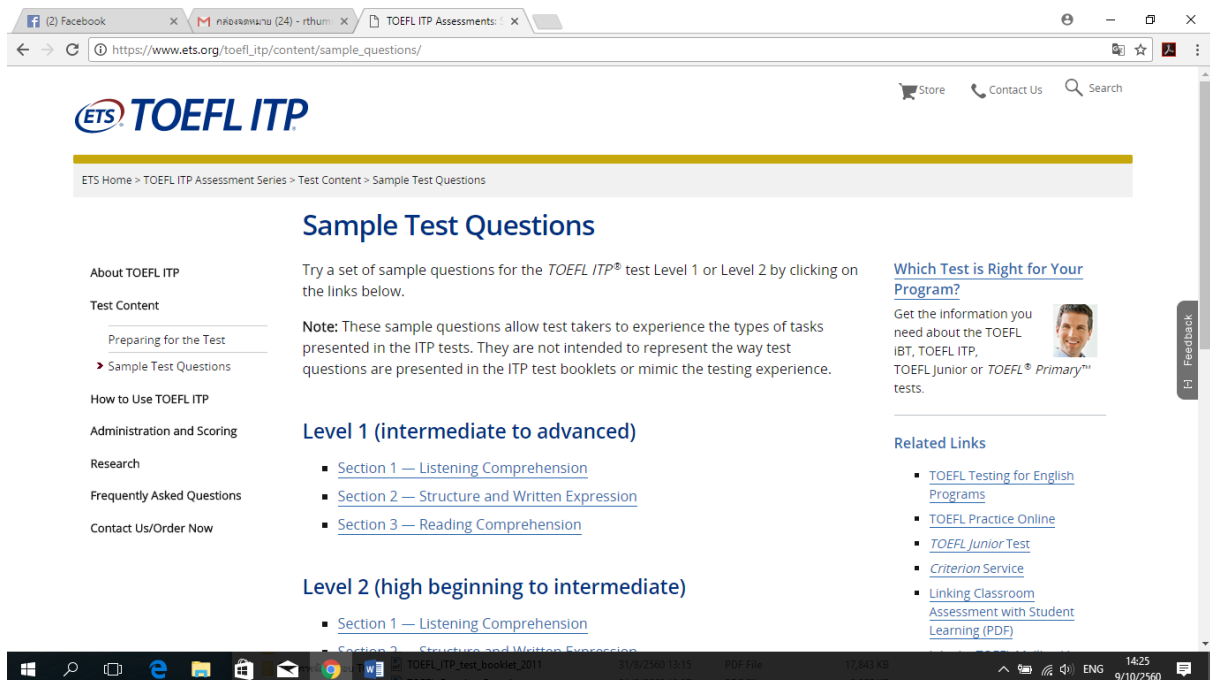 (2) Facebook
กล่องจดหมาย (24) - rthum
TOEFL ITP Assessments: S
https://www.ets.org/toefl_itp/content/sample_questions/
Store
Contact Us
Search
ETS TOEFL ITP
ETS Home > TOEFL ITP Assessment Series > Test Content > Sample Test Questions
Sample Test Questions
About TOEFL ITP
Test Content
Preparing for the Test
Sample Test Questions
How to Use TOEFL ITP
Administration and Scoring
Research
Frequently Asked Questions
Contact Us/Order Now
Try a set of sample questions for the TOEFL ITP® test Level 1 or Level 2 by clicking on
the links below.
Note: These sample questions allow test takers to experience the types of tasks
presented in the ITP tests. They are not intended to represent the way test
questions are presented in the ITP test booklets or mimic the testing experience.
Level 1 (intermediate to advanced)
Section 1 — Listening Comprehension
Section 2 — Structure and Written Expression
Section 3 — Reading Comprehension
Level 2 (high beginning to intermediate)
Section 1 — Listening Comprehension
Section 2 — Structure and Written Expression
Which Test is Right for Your
Program?
Get the information you
need about the TOEFL
iBT, TOEFL ITP,
TOEFL Junior or TOEFL® Primary™
tests.
Related Links
TOEFL Testing for English
Programs
TOEFL Practice Online
TOEFL Junior Test
Criterion Service
Linking Classroom
Assessment with Student
Learning (PDF)
[-] Feedback
TOEFL_ITP_test_booklet_2011
31/8/2560 13:15
PDF File
17,843 KB
ENG
14:25
9/10/2560